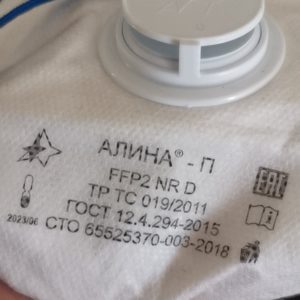 АЛИНА® - П
FFP2 NR D
ТР ТС 019/2011
ГОСТ 12.4.294-2015
2023/06
СТО 65525370-003-2018
EAC